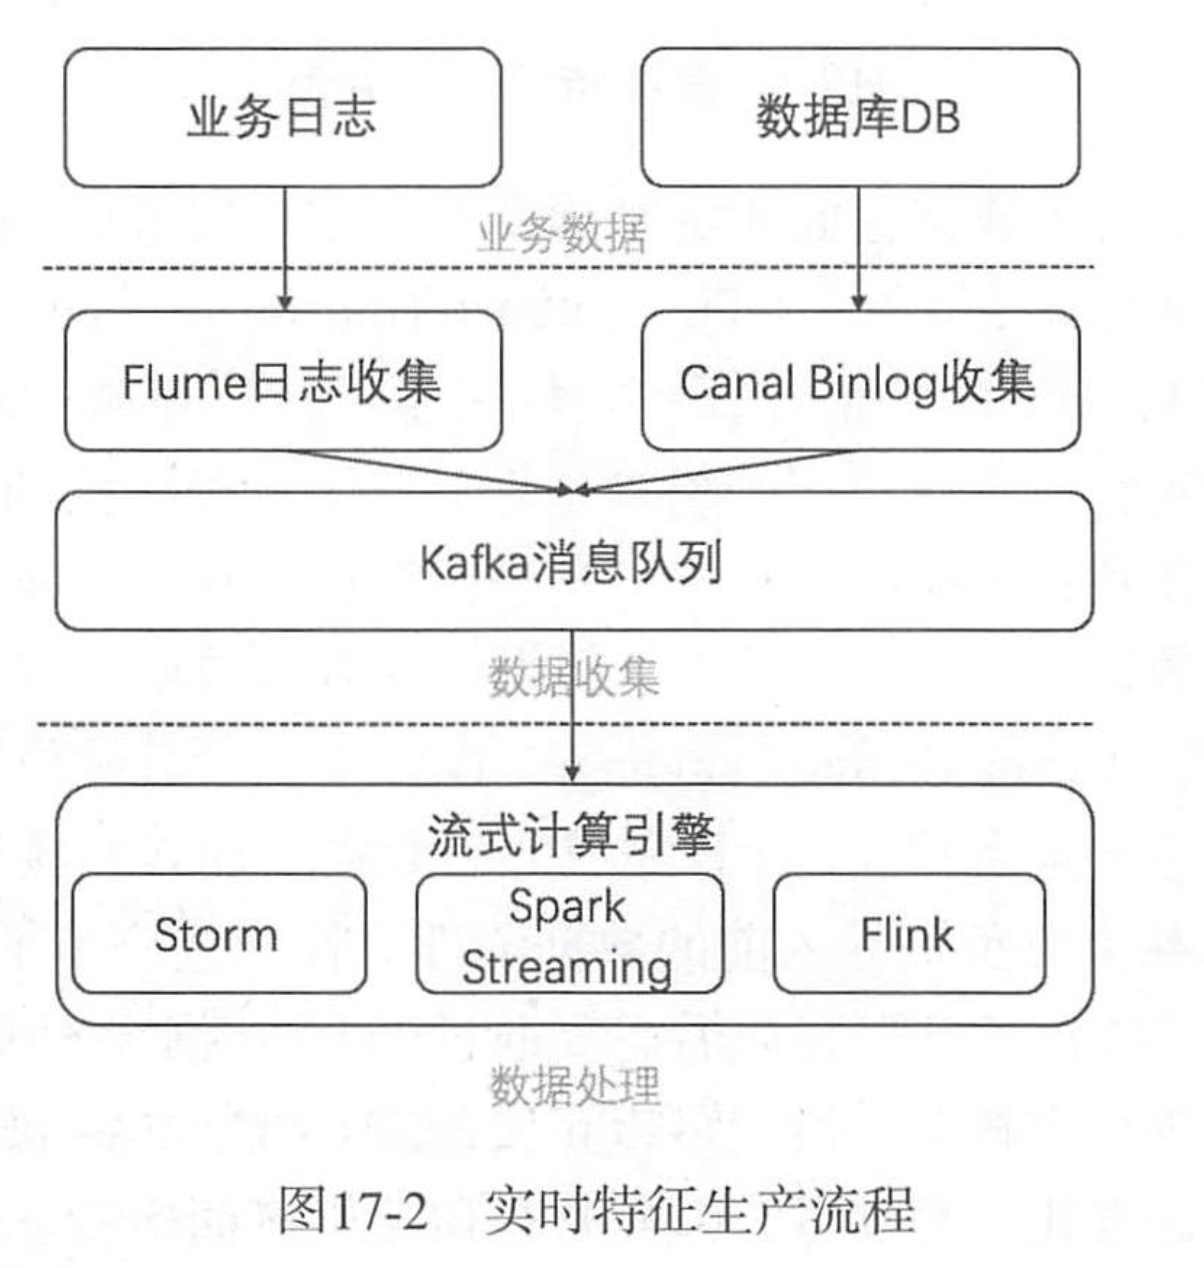 业务日志
数据库DB
业务数据
Flume日志收集
Canal Binlog收集
Kafka消息队列
数据收集
流式计算引擎
Storm
Spark
Streaming
Flink
数据处理
图17-2 实时特征生产流程